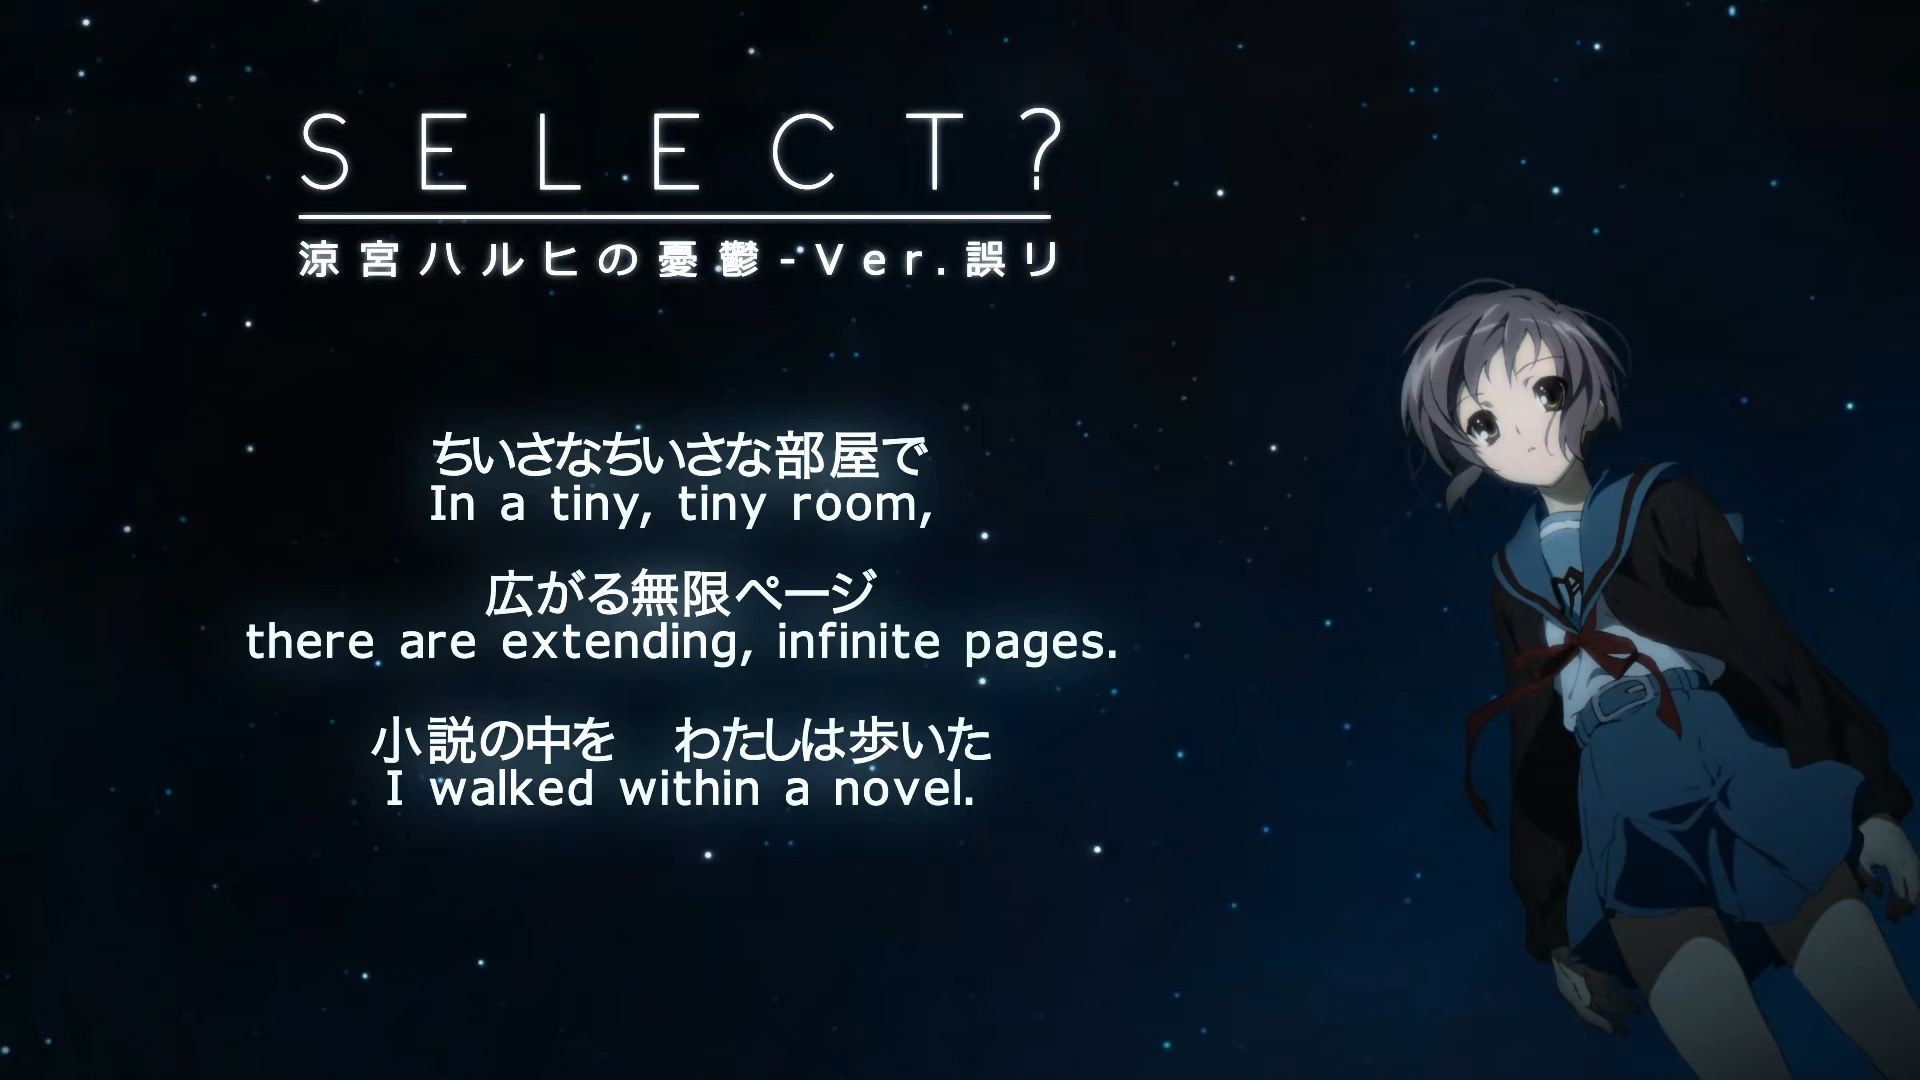 SELECT?
涼宮ハルヒの憂鬱-Ver.誤リ
ちいさなちいさな部屋で
In a tiny, tiny room,
広がる無限ページ
there are extending, infinite pages.
小説の中を　わたしは歩いた
I walked within a novel.